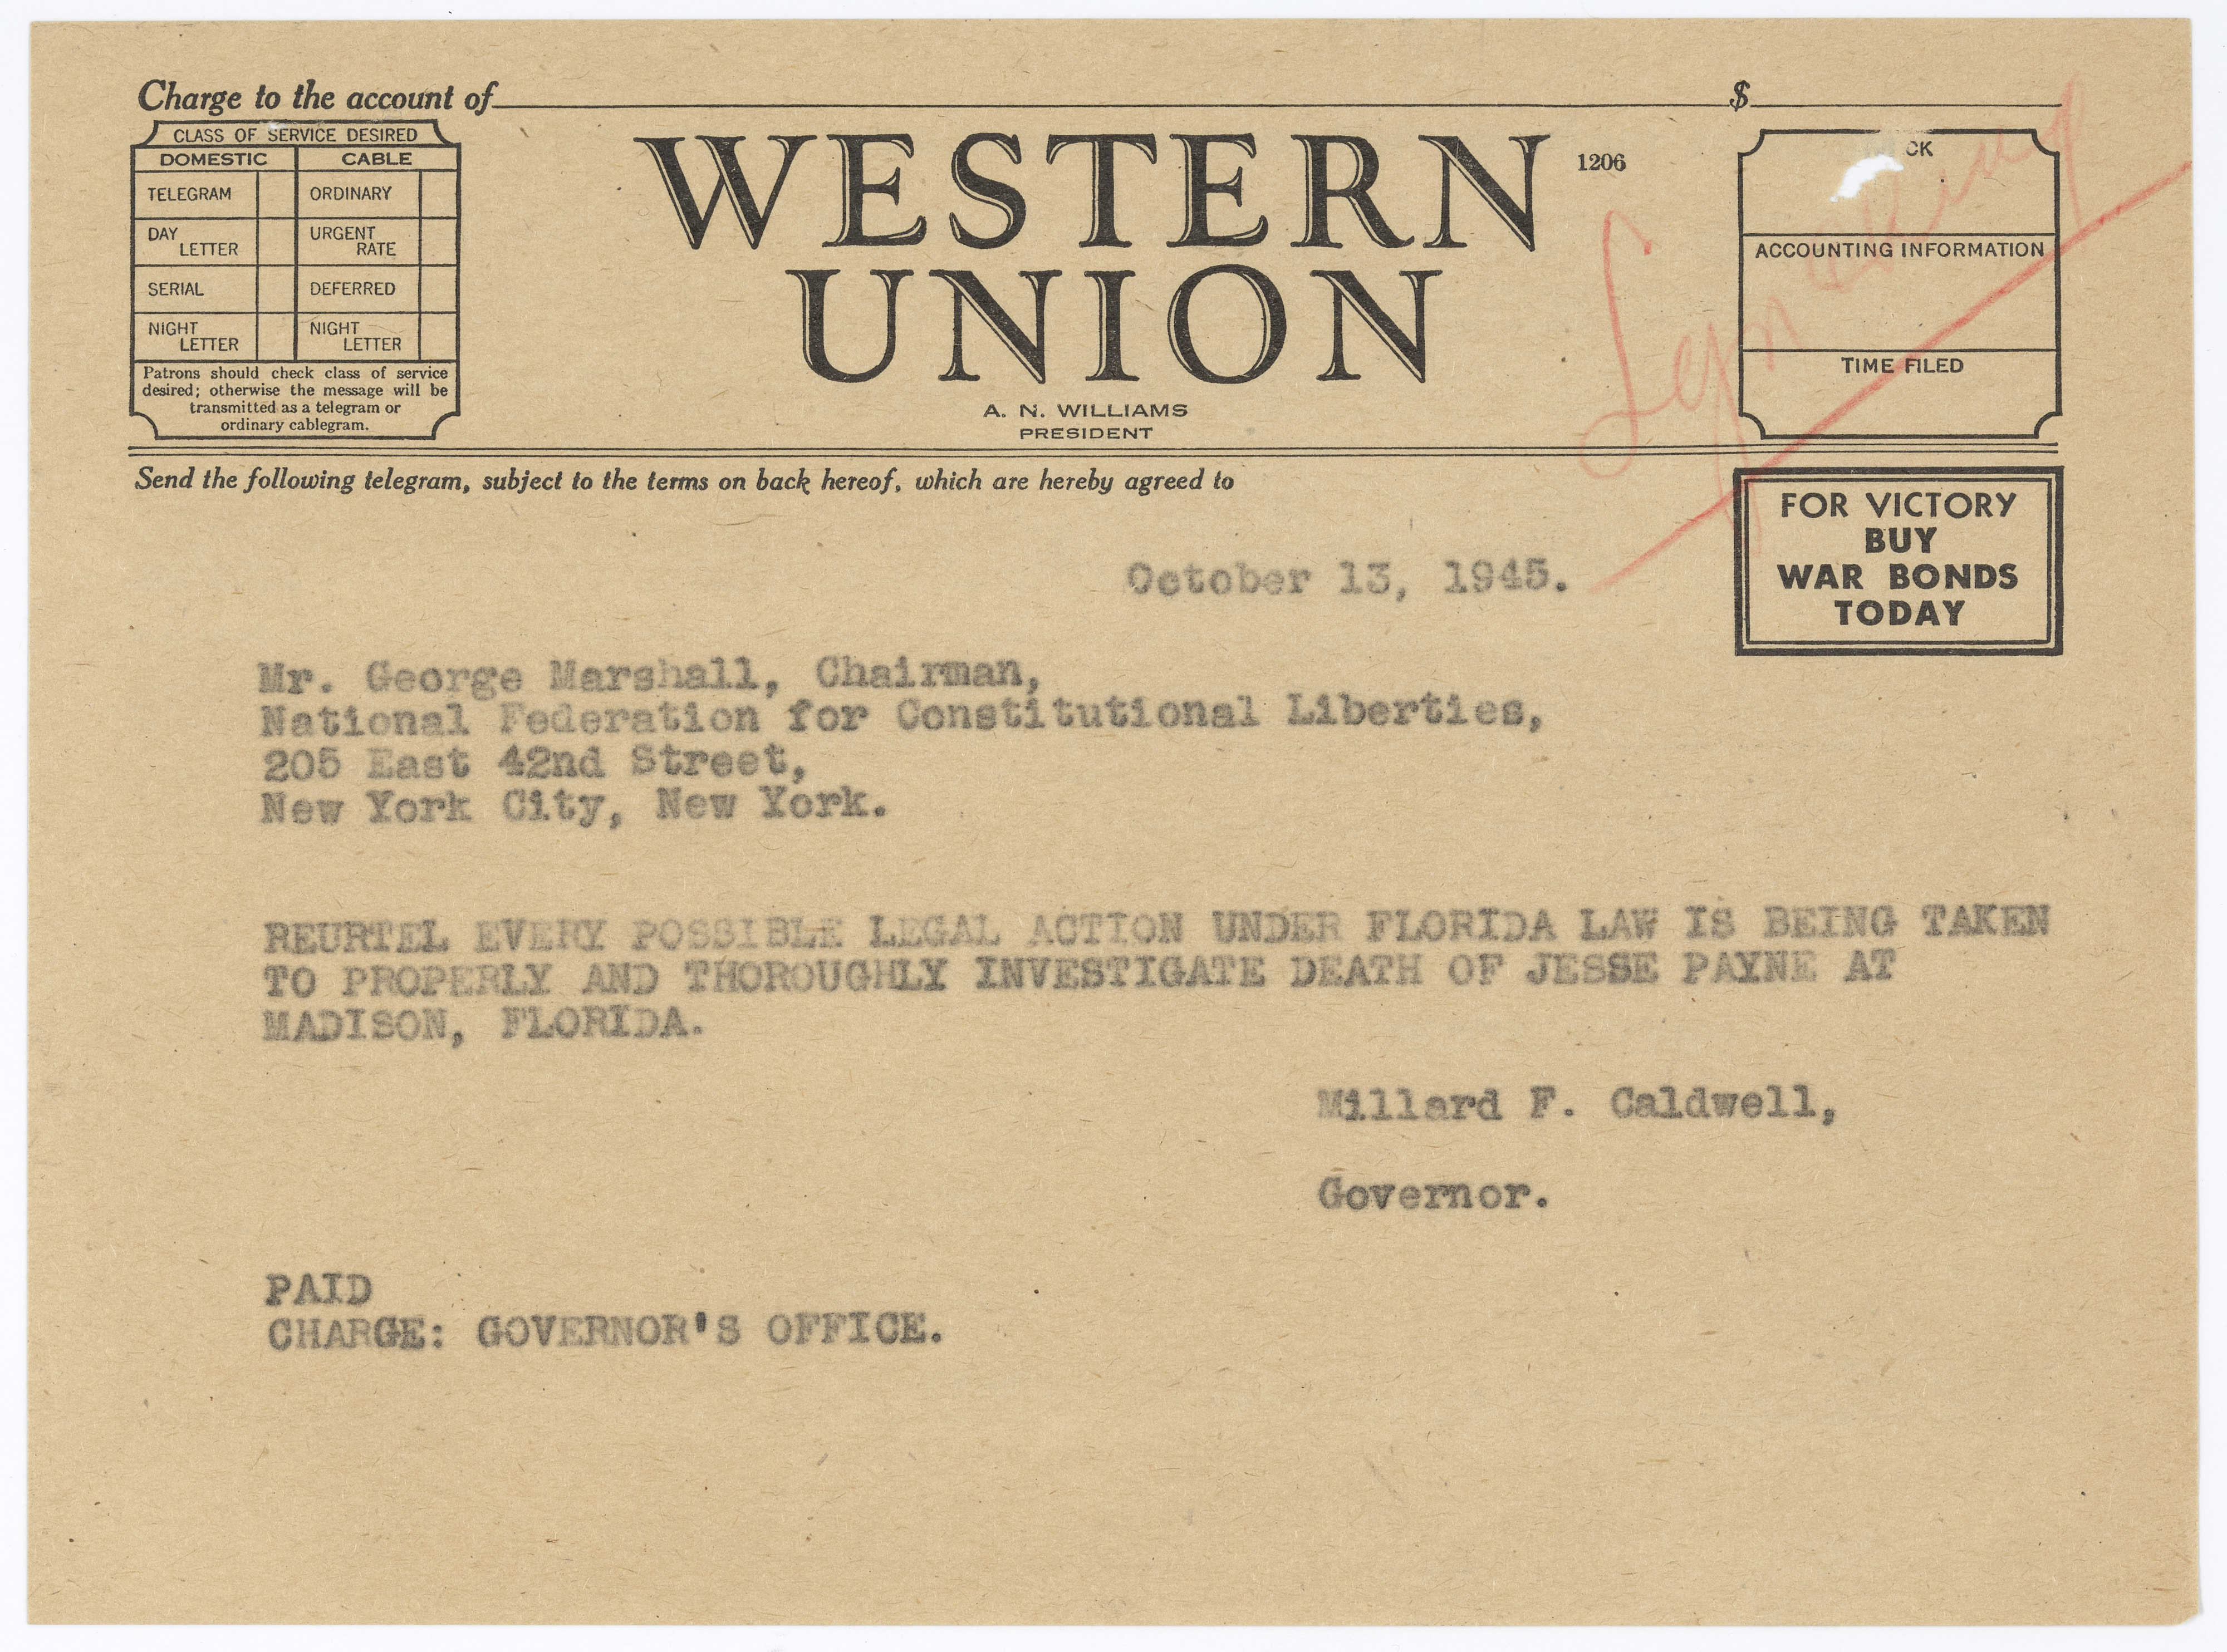 Charge to the account of $
CLASS OF SERVICE DESIRED
DOMESTIC CABLE
TELEGRAM ORDINARY
DAY LETTER URGENT RATE
SERIAL DEFERRED
NIGHT LETTER NIGHT LETTER
Patrons should check class of service
desired; otherwise the message will be
transmitted as a telegram or
ordinary cablegram.
WESTERN
UNION
1206
A. N. WILLIAMS
PRESIDENT
CK
ACCOUNTING INFORMATION
TIME FILED
Send the following telegram, subject to the terms on back hereof, which are hereby agreed to
FOR VICTORY
BUY
WAR BONDS
TODAY
October 13, 1945.
Mr. George Marshall, Chairman,
National Federation for Constitutional Liberties,
205 East 42nd Street,
New York City, New York.
REURTEL EVERY POSSIBLE LEGAL ACTION UNDER FLORIDA LAW IS BEING TAKEN
TO PROPERLY AND THOROUGHLY INVESTIGATE DEATH OF JESSE PAYNE AT
MADISON, FLORIDA.
Millard F. Caldwell,
Governor.
PAID
CHARGE: GOVERNOR'S OFFICE.